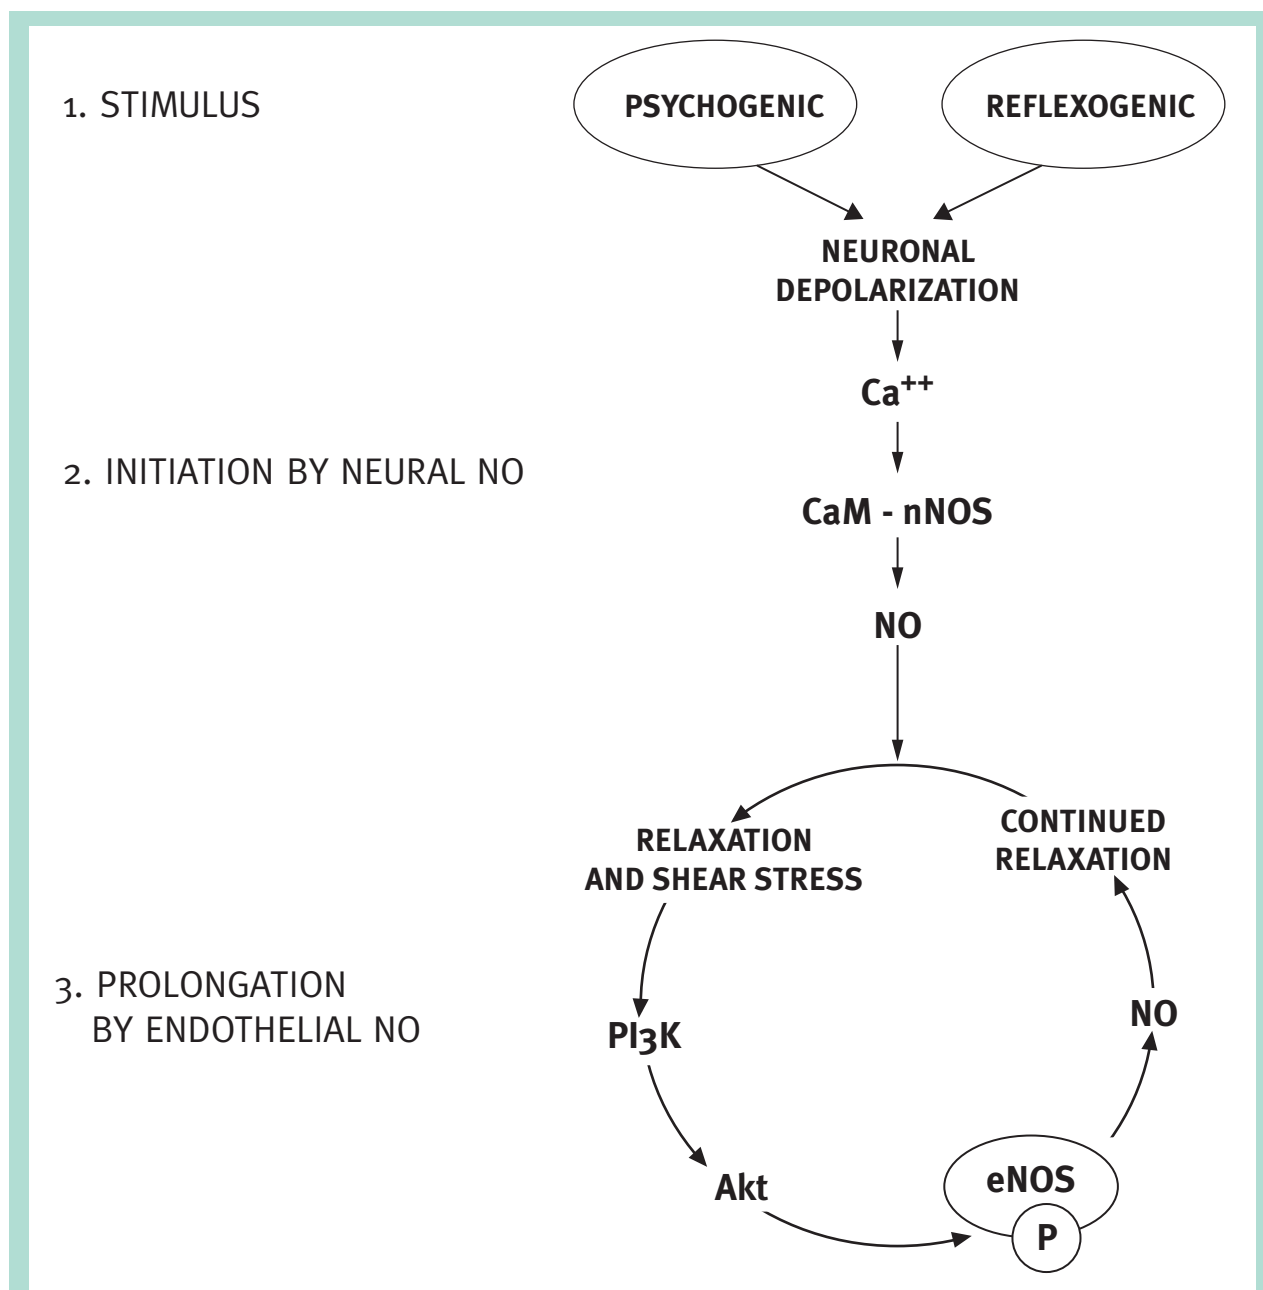 1. STIMULUS
PSYCHOGENIC
REFLEXOGENIC
NEURONAL
DEPOLARIZATION
Ca++
2. INITIATION BY NEURAL NO
CaM - nNOS
NO
RELAXATION
AND SHEAR STRESS
CONTINUED
RELAXATION
3. PROLONGATION
BY ENDOTHELIAL NO
PI3K
NO
Akt
eNOS
P